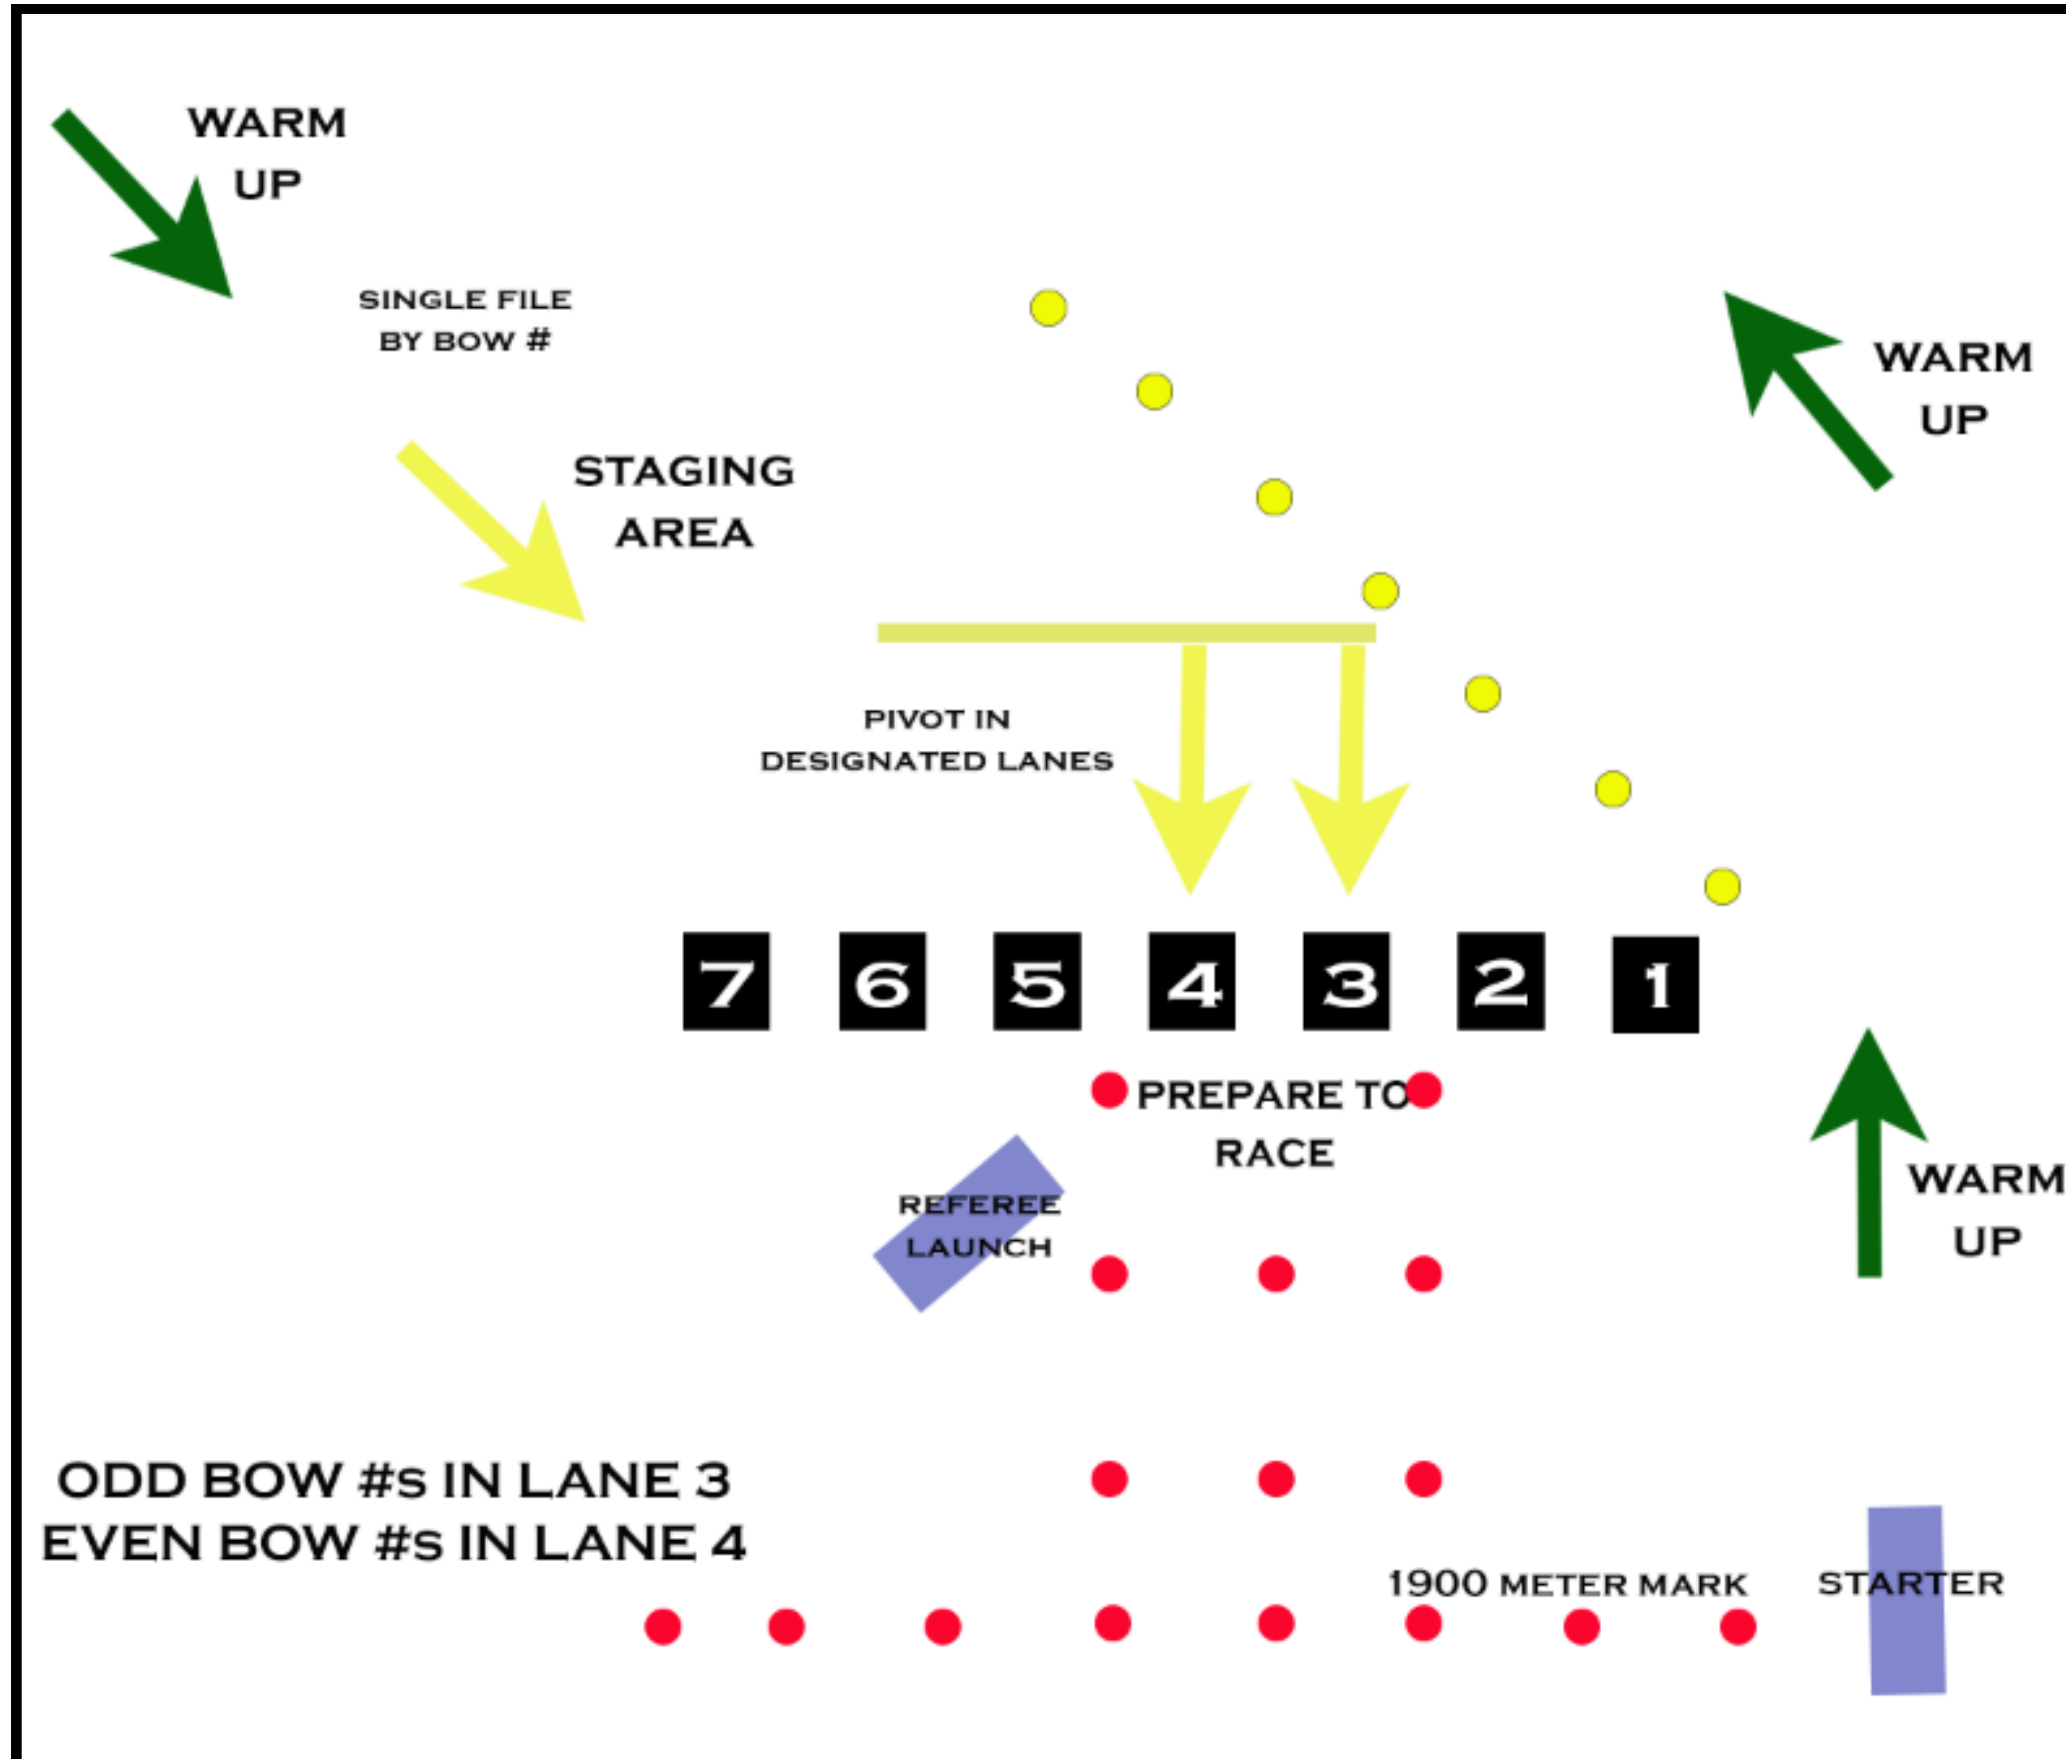 WARM
UP
SINGLE FILE
BY BOW #
WARM
UP
STAGING
AREA
PIVOT IN
DESIGNATED LANES
7 6 5 4 3 2 1
PREPARE TO
RACE
REFEREE
LAUNCH
WARM
UP
ODD BOW #s IN LANE 3
EVEN BOW #s IN LANE 4
1900 METER MARK
STARTER